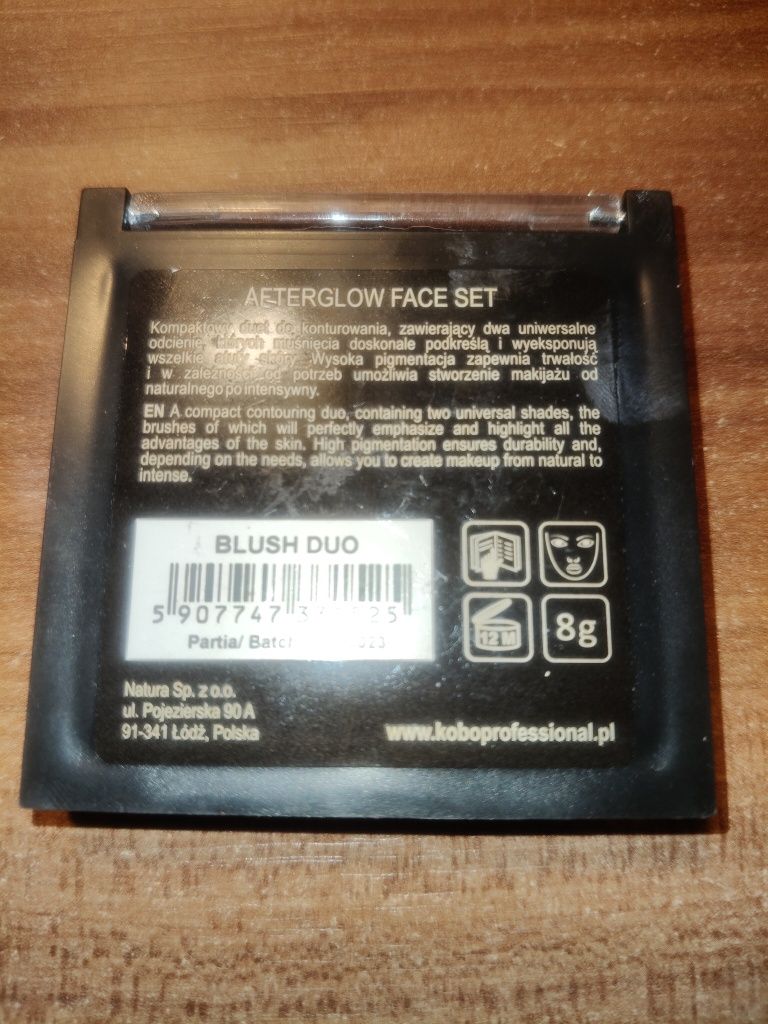 AFTERGLOW FACE SET
Kompaktowy duet do konturowania, zawierający dwa uniwersalne
odcienie, których muśnięcia doskonale podkreślą i wyeksponują
wszelkie atuty skóry. Wysoka pigmentacja zapewnia trwałość
i w zależności od potrzeb umożliwia stworzenie makijażu od
naturalnego po intensywny.
EN A compact contouring duo, containing two universal shades, the
brushes of which will perfectly emphasize and highlight all the
advantages of the skin. High pigmentation ensures durability and,
depending on the needs, allows you to create makeup from natural to
intense.
BLUSH DUO
5 907747
Partia/ Batch
12 M
8g
Natura Sp. z o.o.
ul. Pojezierska 90 A
91-341 Łódź, Polska
www.koboprofessional.pl